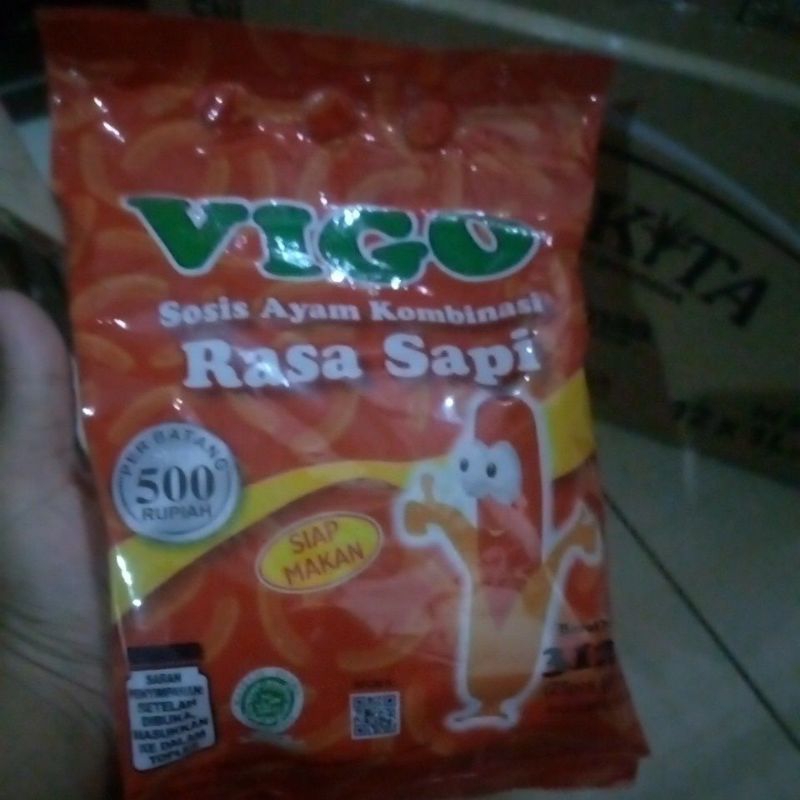 VIGO
Sosis Ayam Kombinasi
Rasa Sapi
PER BATANG
500
RUPIAH
SIAP
MAKAN
SARAN
PENYIMPANAN:
SETELAH
DIBUKA,
MASUKKAN
KE DALAM
TOPLES
KITA